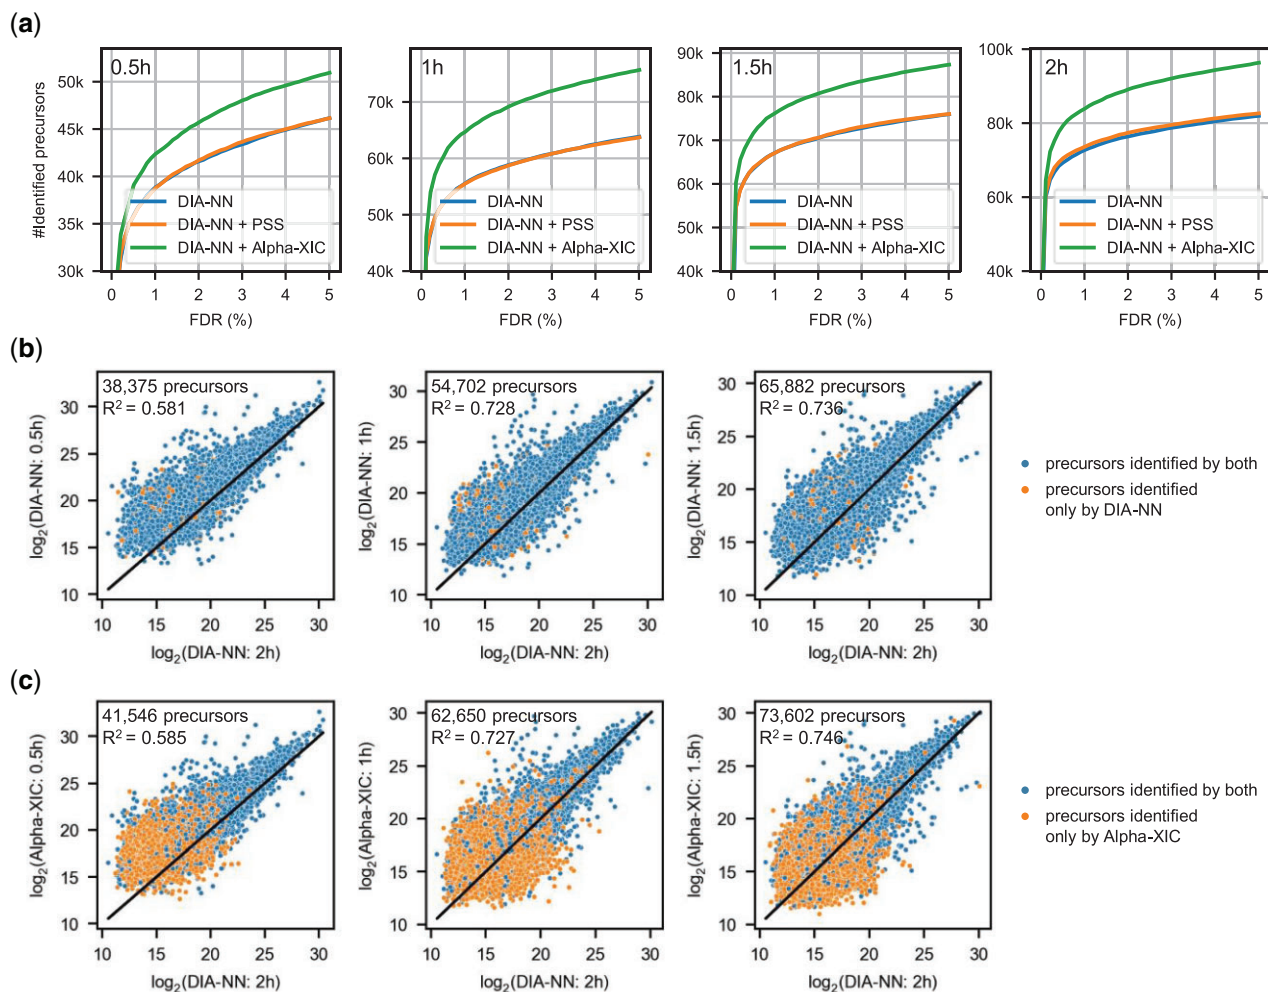 (a)
#Identified precursors
0.5h
50k
45k
40k
35k
30k
DIA-NN
DIA-NN + PSS
DIA-NN + Alpha-XIC
0 1 2 3 4 5
FDR (%)
1h
70k
60k
50k
40k
DIA-NN
DIA-NN + PSS
DIA-NN + Alpha-XIC
0 1 2 3 4 5
FDR (%)
1.5h
90k
80k
70k
60k
50k
40k
DIA-NN
DIA-NN + PSS
DIA-NN + Alpha-XIC
0 1 2 3 4 5
FDR (%)
2h
100k
80k
60k
40k
DIA-NN
DIA-NN + PSS
DIA-NN + Alpha-XIC
0 1 2 3 4 5
FDR (%)
(b)
log₂(DIA-NN: 0.5h)
38,375 precursors
R² = 0.581
30
25
20
15
10
10 15 20 25 30
log₂(DIA-NN: 2h)
log₂(DIA-NN: 1h)
54,702 precursors
R² = 0.728
30
25
20
15
10
10 15 20 25 30
log₂(DIA-NN: 2h)
log₂(DIA-NN: 1.5h)
65,882 precursors
R² = 0.736
30
25
20
15
10
10 15 20 25 30
log₂(DIA-NN: 2h)
precursors identified by both
precursors identified
only by DIA-NN
(c)
log₂(Alpha-XIC: 0.5h)
41,546 precursors
R² = 0.585
30
25
20
15
10
10 15 20 25 30
log₂(DIA-NN: 2h)
log₂(Alpha-XIC: 1h)
62,650 precursors
R² = 0.727
30
25
20
15
10
10 15 20 25 30
log₂(DIA-NN: 2h)
log₂(Alpha-XIC: 1.5h)
73,602 precursors
R² = 0.746
30
25
20
15
10
10 15 20 25 30
log₂(DIA-NN: 2h)
precursors identified by both
precursors identified
only by Alpha-XIC